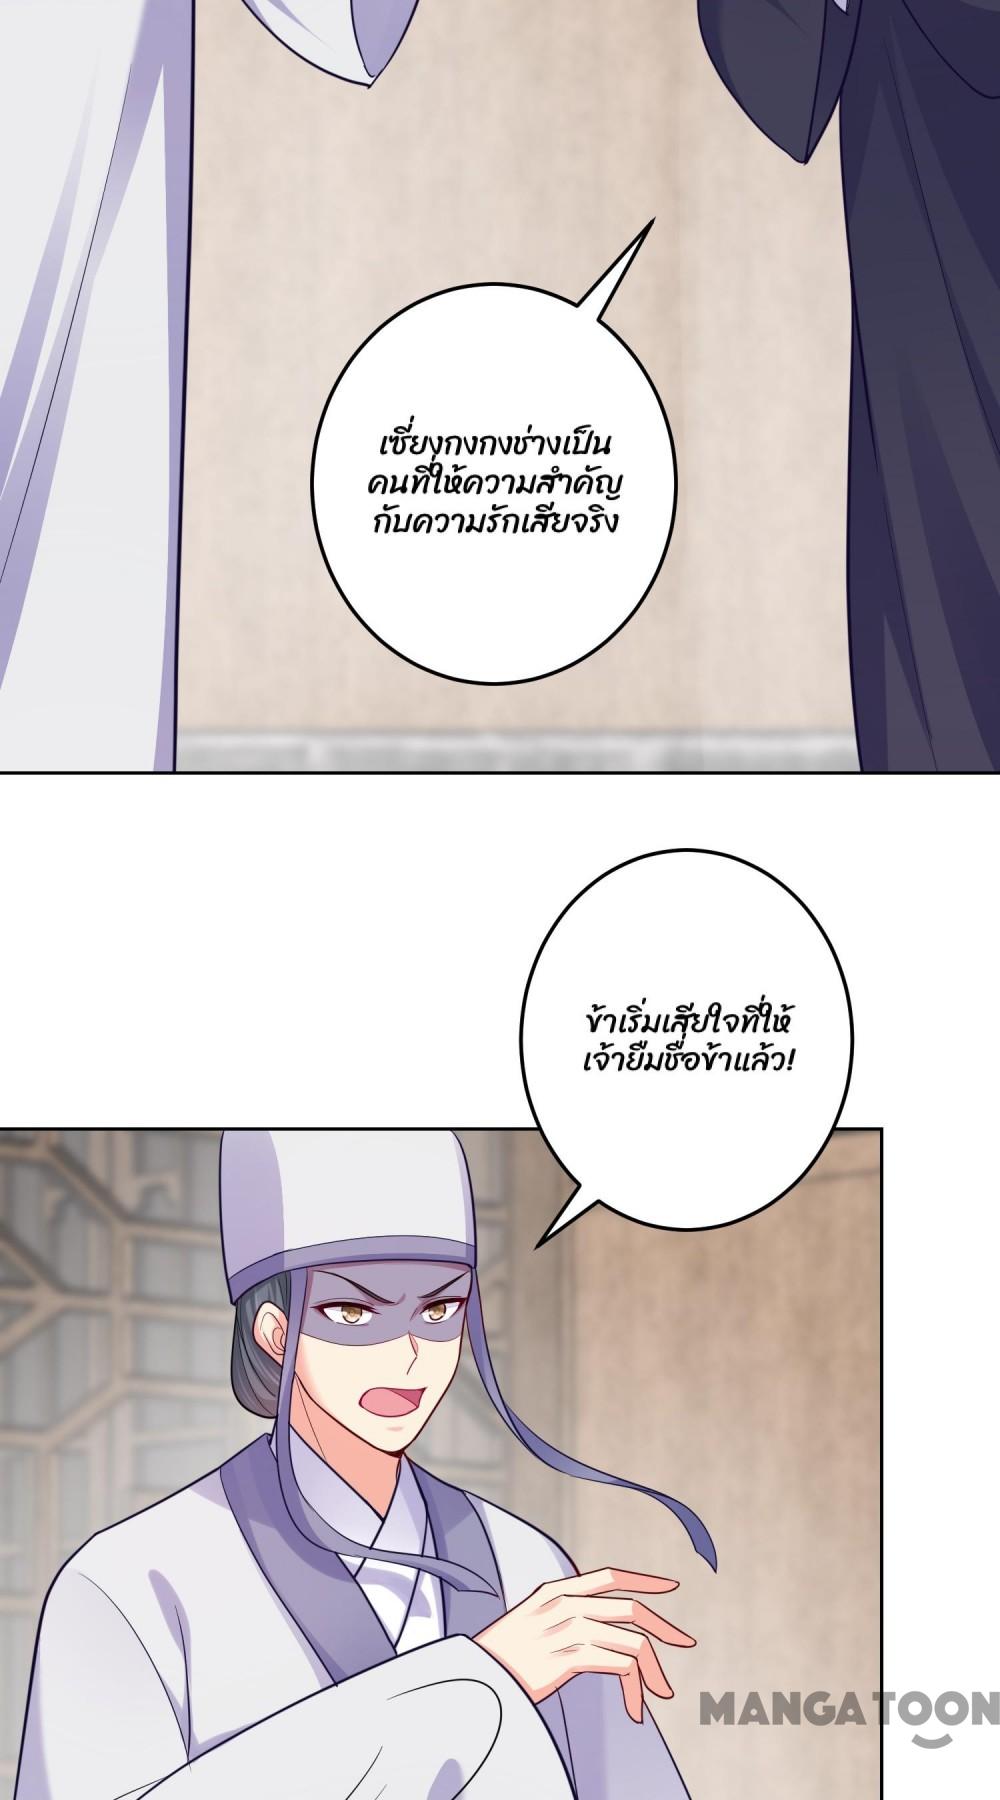 เซี่ยงกงกงช่างเป็น
คนที่ให้ความสำคัญ
กับความรักเสียจริง
ข้าเริ่มเสียใจที่ให้
เจ้ายืมชื่อข้าแล้ว!
MANGATOON